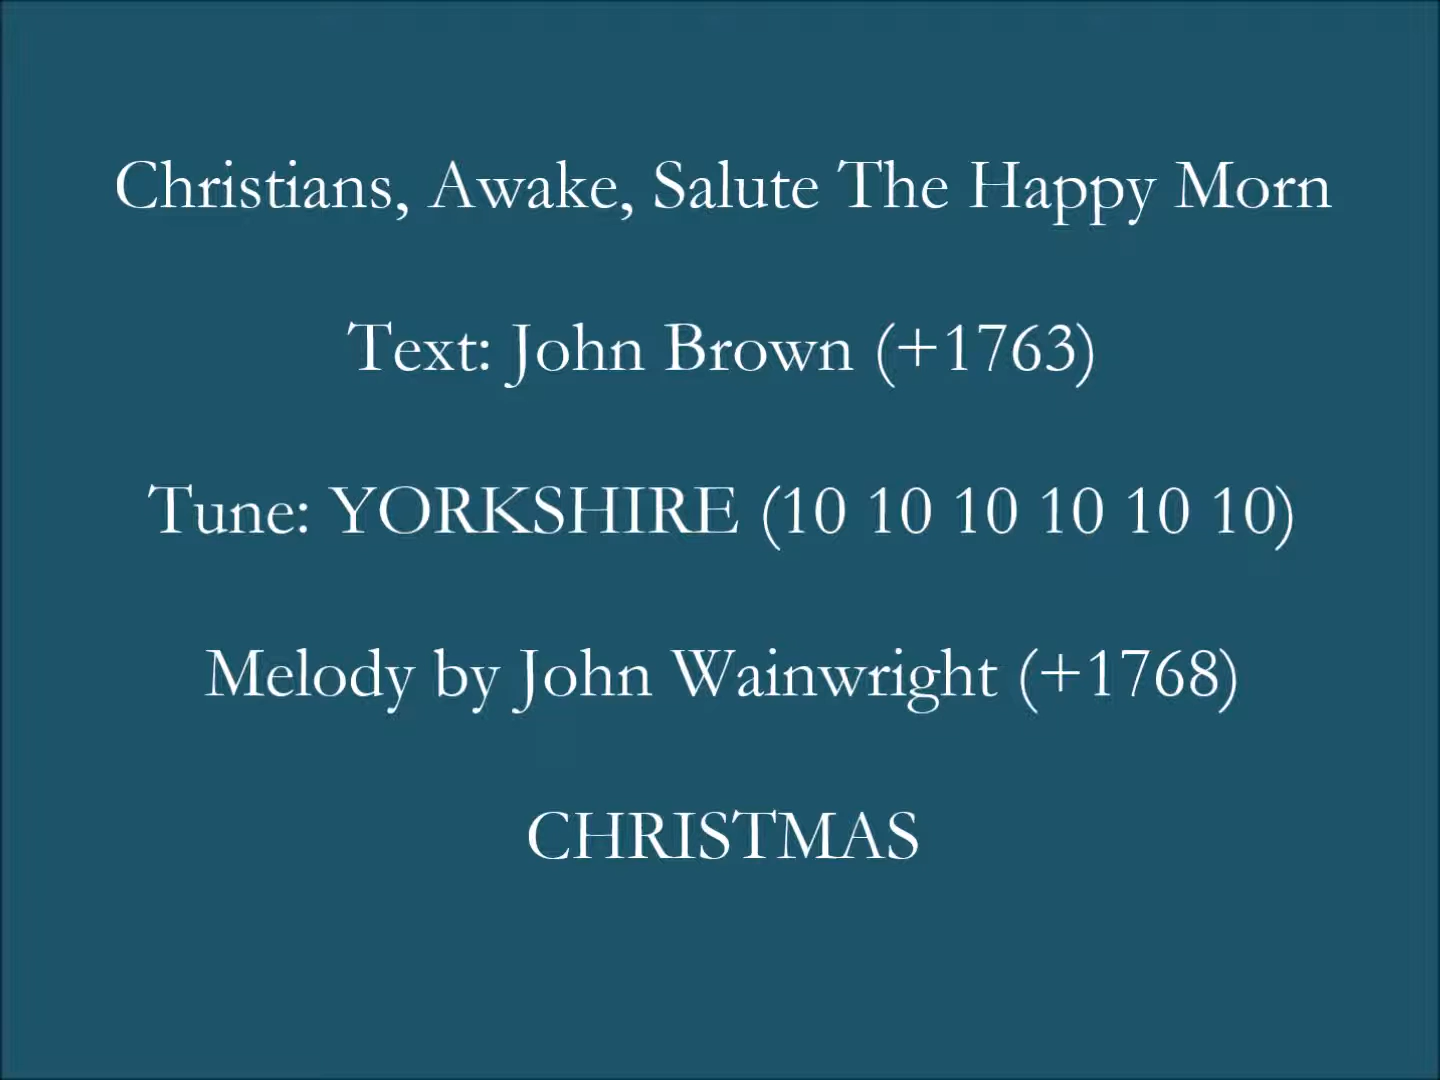 Christians, Awake, Salute The Happy Morn
Text: John Brown (+1763)
Tune: YORKSHIRE (10 10 10 10 10 10)
Melody by John Wainwright (+1768)
CHRISTMAS